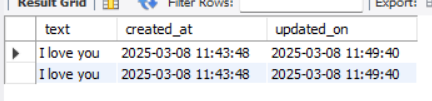 Result Grid Filter Rows: Export:
text created_at updated_on
I love you 2025-03-08 11:43:48 2025-03-08 11:49:40
I love you 2025-03-08 11:43:48 2025-03-08 11:49:40